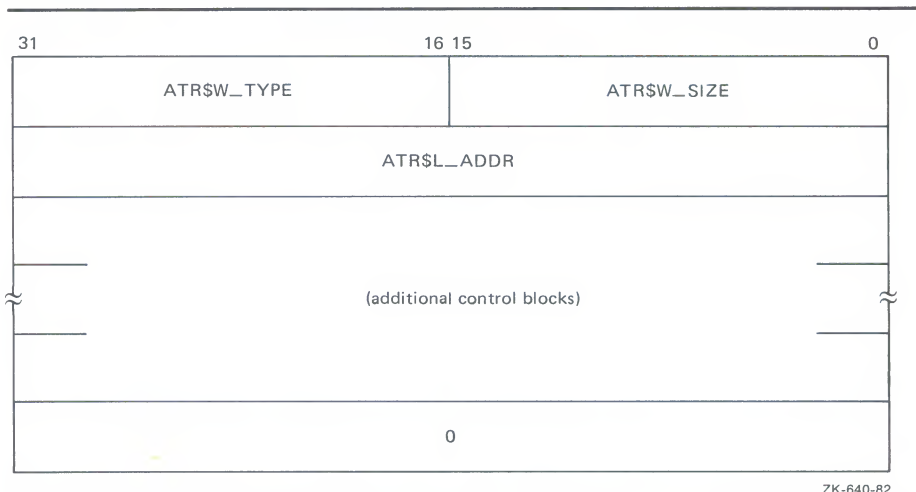 31 16 15 0
ATR$W_TYPE ATR$W_SIZE
ATR$L_ADDR
(additional control blocks)
0
ZK-640-82